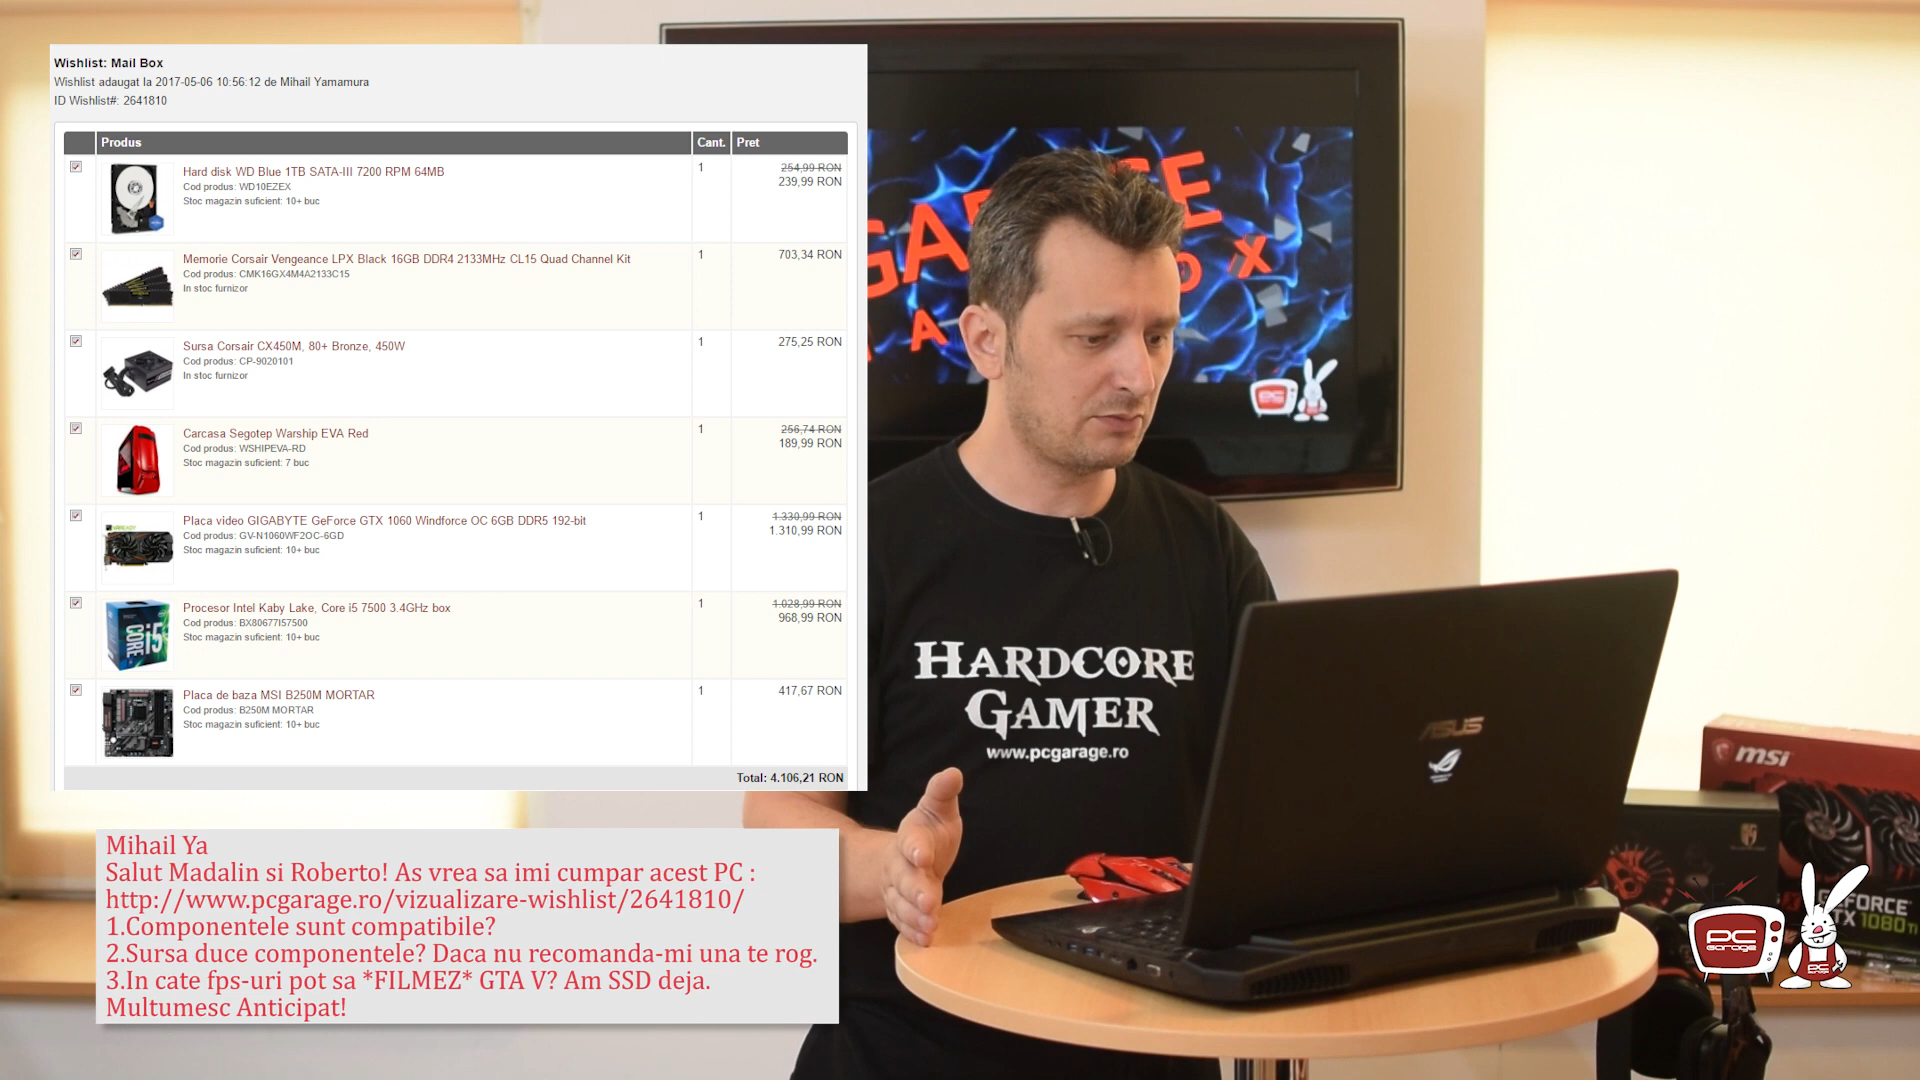 Wishlist: Mail Box
Wishlist adaugat la 2017-05-06 10:56:12 de Mihail Yamamura
ID Wishlist#: 2641810
Produs Cant. Pret
Hard disk WD Blue 1TB SATA-III 7200 RPM 64MB 1 254,99 RON
Cod produs: WD10EZEX 239,99 RON
Stoc magazin suficient: 10+ buc
Memorie Corsair Vengeance LPX Black 16GB DDR4 2133MHz CL15 Quad Channel Kit 1 703,34 RON
Cod produs: CMK16GX4M4A2133C15
In stoc furnizor
Sursa Corsair CX450M, 80+ Bronze, 450W 1 275,25 RON
Cod produs: CP-9020101
In stoc furnizor
Carcasa Segotep Warship EVA Red 1 256,74 RON
Cod produs: WSHIPEVA-RD 189,99 RON
Stoc magazin suficient: 7 buc
Placa video GIGABYTE GeForce GTX 1060 Windforce OC 6GB DDR5 192-bit 1 1.330,99 RON
Cod produs: GV-N1060WF2OC-6GD 1.310,99 RON
Stoc magazin suficient: 10+ buc
Procesor Intel Kaby Lake, Core i5 7500 3.4GHz box 1 1.028,99 RON
Cod produs: BX80677I57500 968,99 RON
Stoc magazin suficient: 10+ buc
CORE i5
Placa de baza MSI B250M MORTAR 1 417,67 RON
Cod produs: B250M MORTAR
Stoc magazin suficient: 10+ buc
Total: 4.106,21 RON
Mihail Ya
Salut Madalin si Roberto! As vrea sa imi cumpar acest PC :
http://www.pcgarage.ro/vizualizare-wishlist/2641810/
1.Componentele sunt compatibile?
2.Sursa duce componentele? Daca nu recomanda-mi una te rog.
3.In cate fps-uri pot sa *FILMEZ* GTA V? Am SSD deja.
Multumesc Anticipat!
HARDCORE
GAMER
www.pcgarage.ro
ASUS
msi
GEFORCE
GTX 1080 Ti
PC
GARAGE
PC